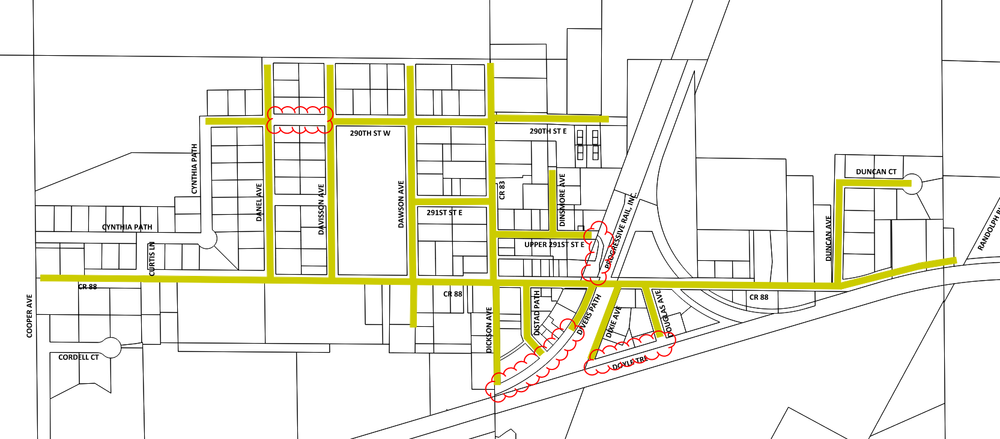 290TH ST W
290TH ST E
CYNTHIA PATH
DUNCAN CT
CR 83
DANEL AVE
DAVISSON AVE
DAWSON AVE
DINSMORE AVE
PROGRESSIVE RAIL, INC.
291ST ST E
CYNTHIA PATH
DUNCAN AVE
RANDOLPH
UPPER 291ST ST E
CURTIS LN
CR 88
CR 88
CR 88
COOPER AVE
DICKSON AVE
DISTAD PATH
DIVERS PATH
DIXIE AVE
DOUGLAS AVE
CORDELL CT
DOYLE TRL